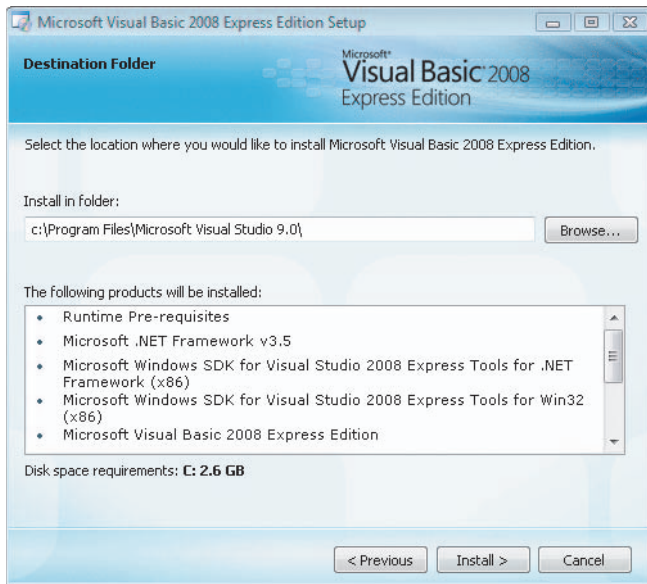 Microsoft Visual Basic 2008 Express Edition Setup
Destination Folder
Microsoft®
Visual Basic® 2008
Express Edition
Select the location where you would like to install Microsoft Visual Basic 2008 Express Edition.
Install in folder:
c:\Program Files\Microsoft Visual Studio 9.0\
Browse...
The following products will be installed:
• Runtime Pre-requisites
• Microsoft .NET Framework v3.5
• Microsoft Windows SDK for Visual Studio 2008 Express Tools for .NET
Framework (x86)
• Microsoft Windows SDK for Visual Studio 2008 Express Tools for Win32
(x86)
• Microsoft Visual Basic 2008 Express Edition
Disk space requirements: C: 2.6 GB
< Previous
Install >
Cancel